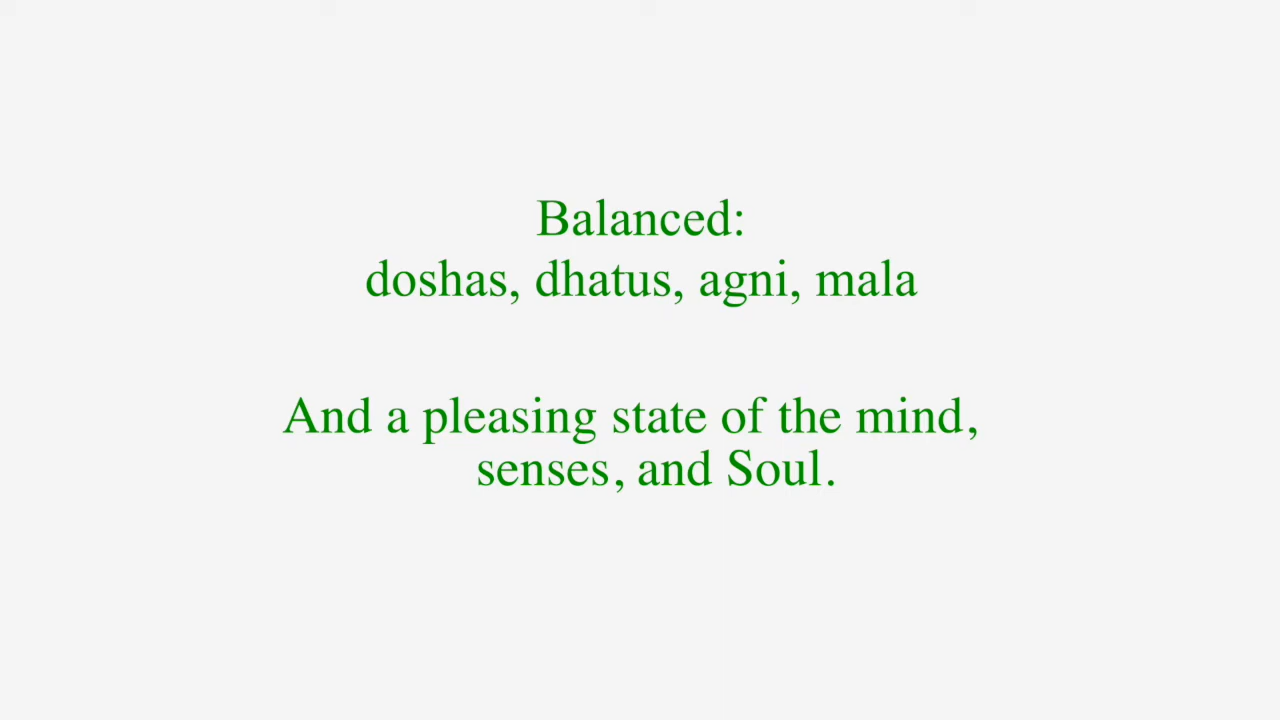 Balanced:
doshas, dhatus, agni, mala
And a pleasing state of the mind,
senses, and Soul.